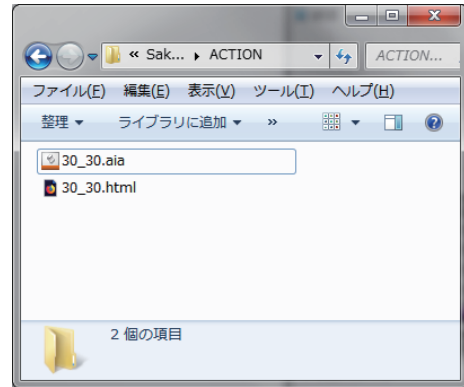 « Sak... ▸ ACTION
ACTION...
ファイル(F) 編集(E) 表示(V) ツール(T) ヘルプ(H)
整理 ▼ ライブラリに追加 ▼ »
30_30.aia
30_30.html
2 個の項目